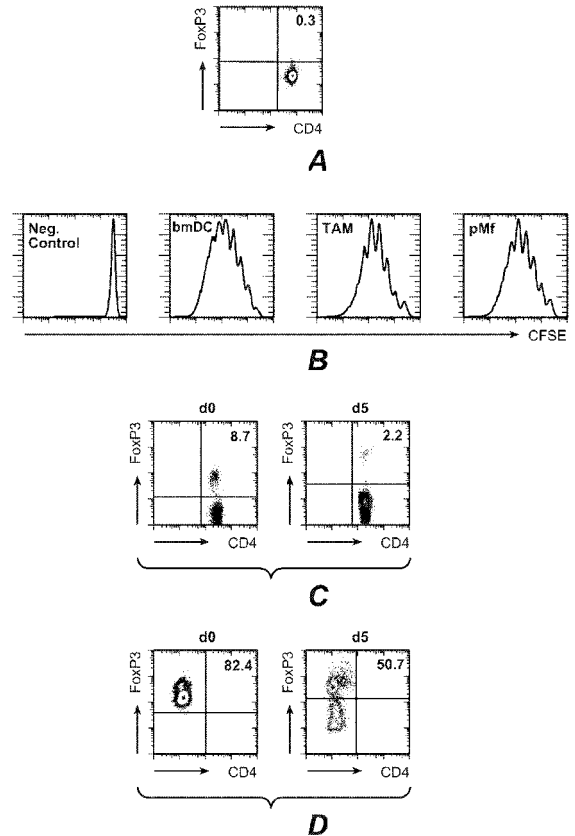 FoxP3
0.3
CD4
A
Neg.
Control
bmDC
TAM
pMf
CFSE
B
d0
d5
FoxP3
8.7
FoxP3
2.2
CD4
CD4
C
d0
d5
FoxP3
82.4
FoxP3
50.7
CD4
CD4
D